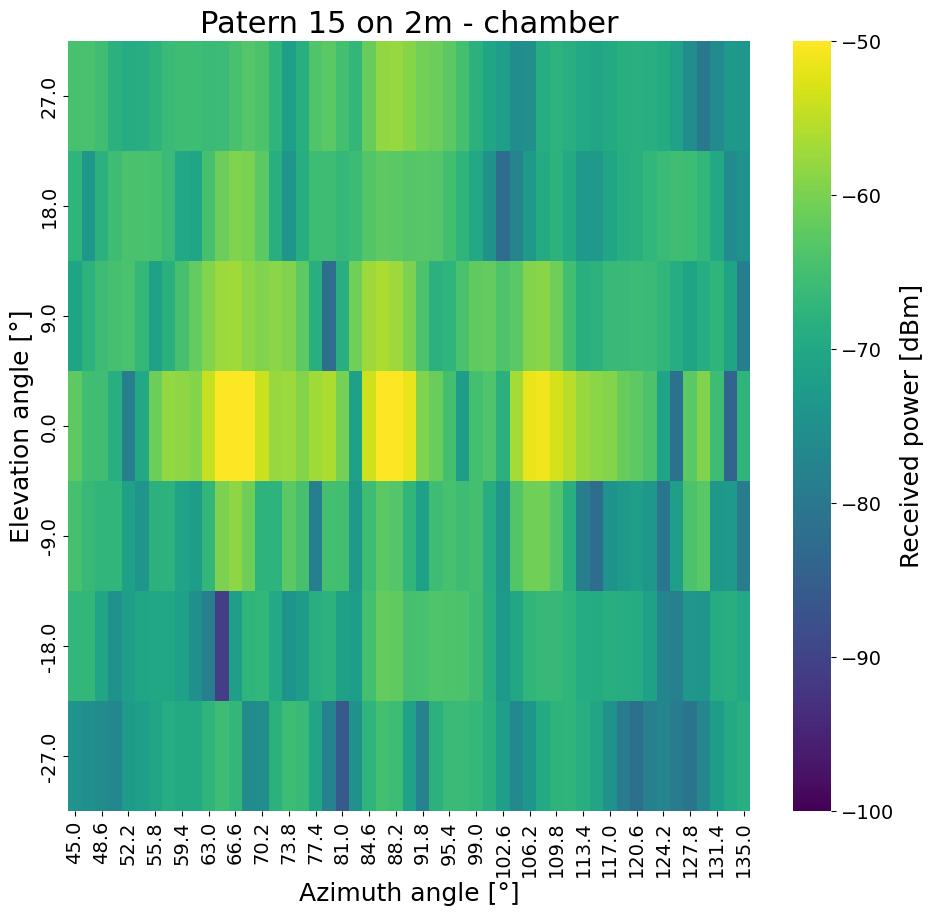 Patern 15 on 2m - chamber
Elevation angle [°]
27.0
18.0
9.0
0.0
-9.0
-18.0
-27.0
45.0 48.6 52.2 55.8 59.4 63.0 66.6 70.2 73.8 77.4 81.0 84.6 88.2 91.8 95.4 99.0 102.6 106.2 109.8 113.4 117.0 120.6 124.2 127.8 131.4 135.0
Azimuth angle [°]
−50
−60
−70
−80
−90
−100
Received power [dBm]